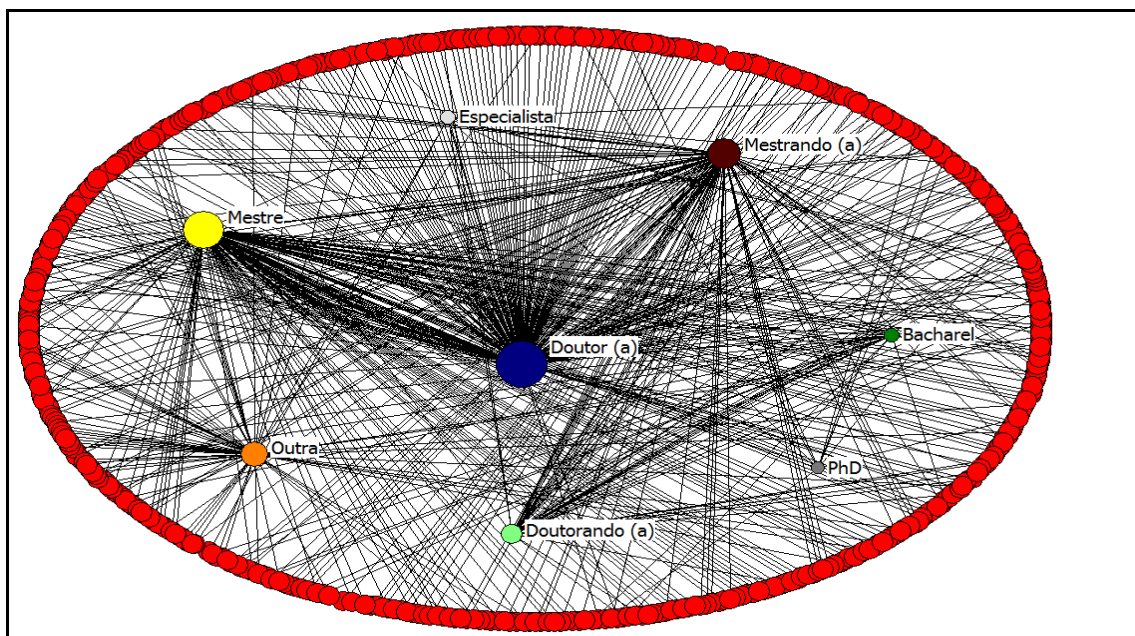 Especialista
Mestrando (a)
Mestre
Bacharel
Doutor (a)
Outra
PhD
Doutorando (a)